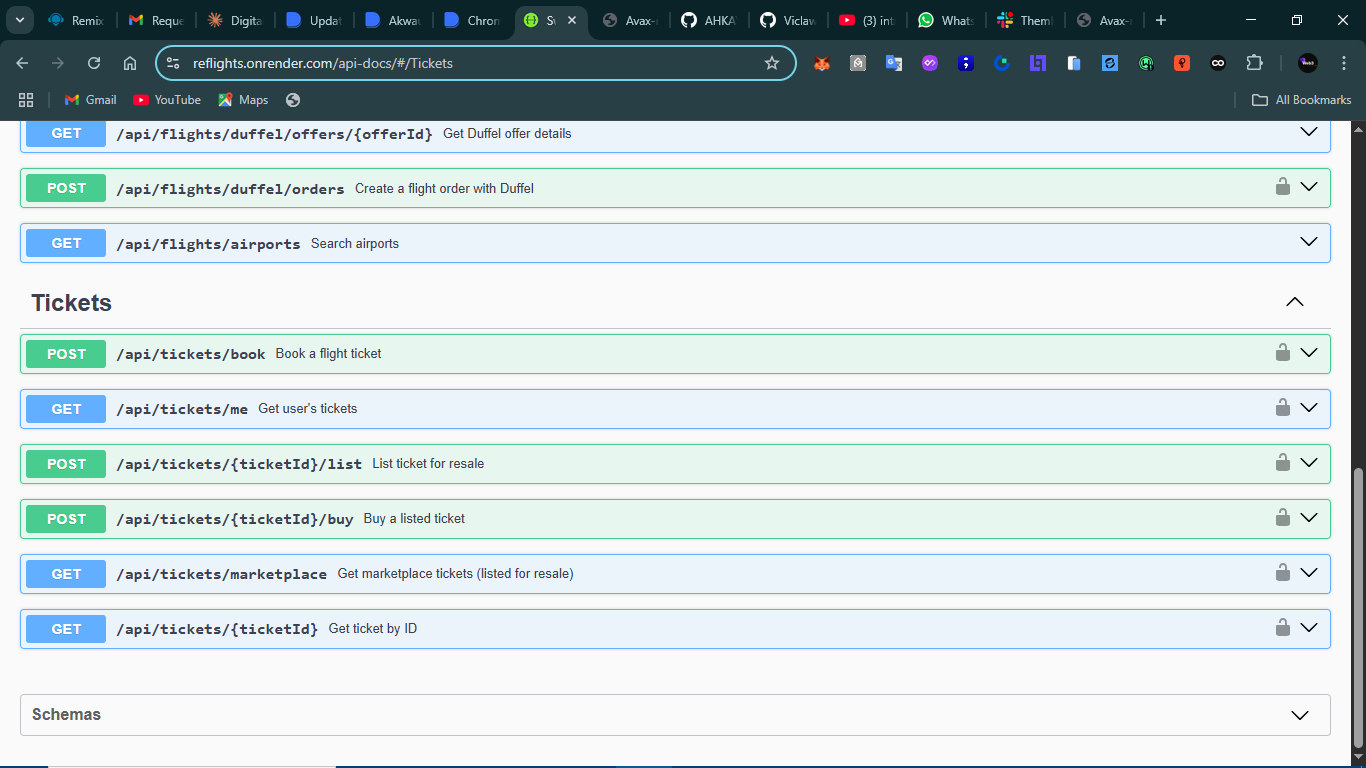 Remix
Reque
Digita
Updat
Akwa
Chron
Sw
Avax-
AHKA
Viclaw
(3) int
Whats
Themb
Avax-
reflights.onrender.com/api-docs/#/Tickets
Gmail
YouTube
Maps
All Bookmarks
GET /api/flights/duffel/offers/{offerId} Get Duffel offer details
POST /api/flights/duffel/orders Create a flight order with Duffel
GET /api/flights/airports Search airports
Tickets
POST /api/tickets/book Book a flight ticket
GET /api/tickets/me Get user's tickets
POST /api/tickets/{ticketId}/list List ticket for resale
POST /api/tickets/{ticketId}/buy Buy a listed ticket
GET /api/tickets/marketplace Get marketplace tickets (listed for resale)
GET /api/tickets/{ticketId} Get ticket by ID
Schemas